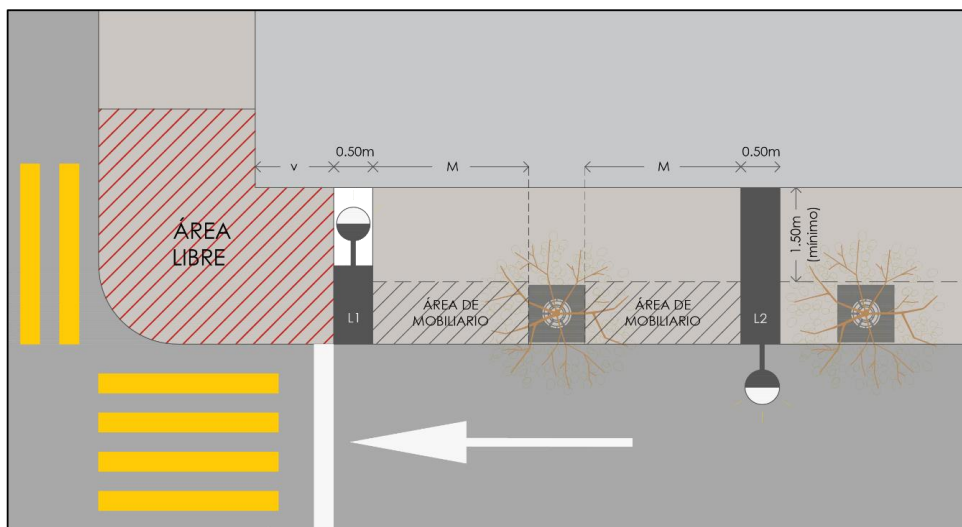 0.50m
0.50m
v
M
M
1.50m
(mínimo)
ÁREA
LIBRE
ÁREA DE
MOBILIARIO
ÁREA DE
MOBILIARIO
L1
L2